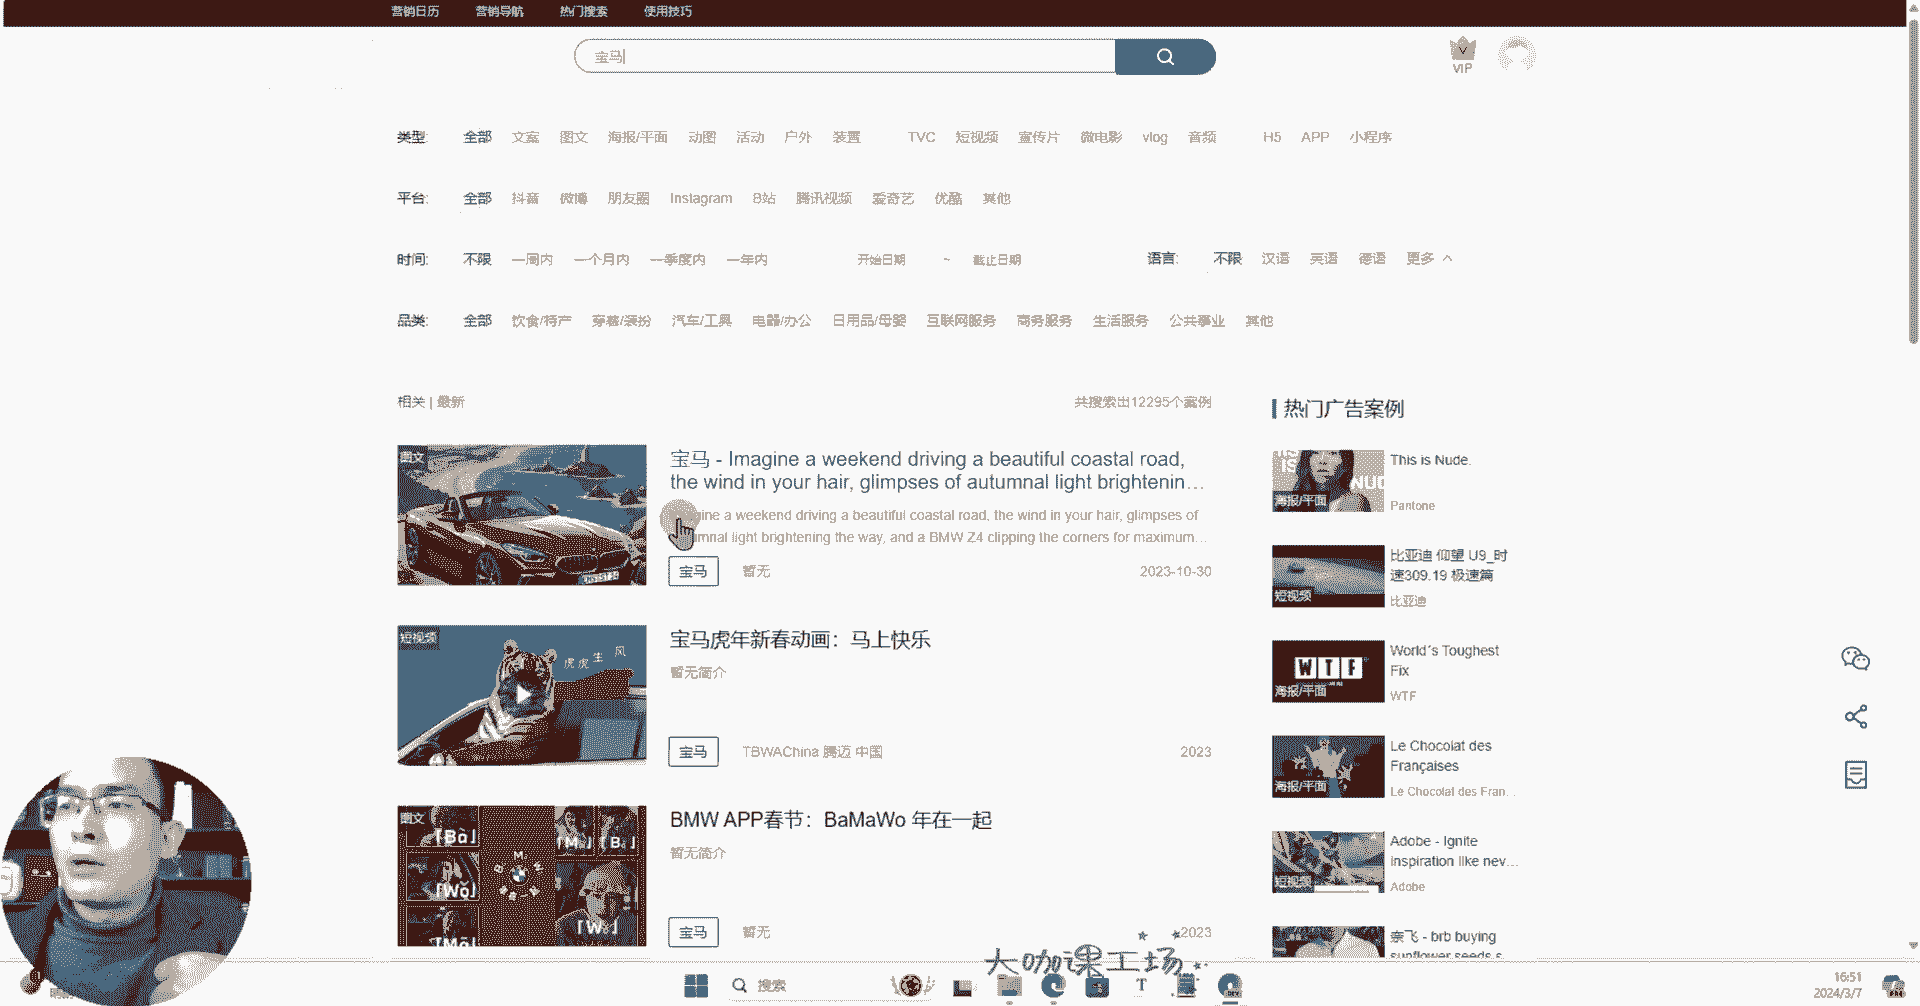 营销日历 营销导航 热门搜索 使用技巧
宝马
VIP
类型: 全部 文案 图文 海报/平面 动图 活动 户外 装置 TVC 短视频 宣传片 微电影 vlog 音频 H5 APP 小程序
平台: 全部 抖音 微博 朋友圈 Instagram B站 腾讯视频 爱奇艺 优酷 其他
时间: 不限 一周内 一个月内 一季度内 一年内 开始日期 ~ 截止日期 语言: 不限 汉语 英语 德语 更多
品类: 全部 饮食/特产 穿着/装扮 汽车/工具 电器/办公 日用品/母婴 互联网服务 商务服务 生活服务 公共事业 其他
相关 | 最新 共搜索出12295个案例
图文
宝马 - Imagine a weekend driving a beautiful coastal road,
the wind in your hair, glimpses of autumnal light brightenin...
a weekend driving a beautiful coastal road, the wind in your hair, glimpses of
light brightening the way, and a BMW Z4 clipping the corners for maximum...
宝马 暂无 2023-10-30
短视频
虎虎生风
宝马虎年新春动画：马上快乐
暂无简介
宝马 TBWAChina 腾迈 中国 2023
图文
「Bā」
「Wǒ」
BMW APP春节：BaMaWo 年在一起
暂无简介
宝马 暂无 2023
热门广告案例
海报/平面
This is Nude.
Pantone
短视频
比亚迪 仰望 U9_时
速309.19 极速篇
比亚迪
WTF
海报/平面
World´s Toughest
Fix
WTF
海报/平面
Le Chocolat des
Françaises
Le Chocolat des Fran...
短视频
Adobe - Ignite
Inspiration like nev...
Adobe
奈飞 - brb buying
sunflower seeds s
大咖课工场
搜索
16:51
2024/3/7